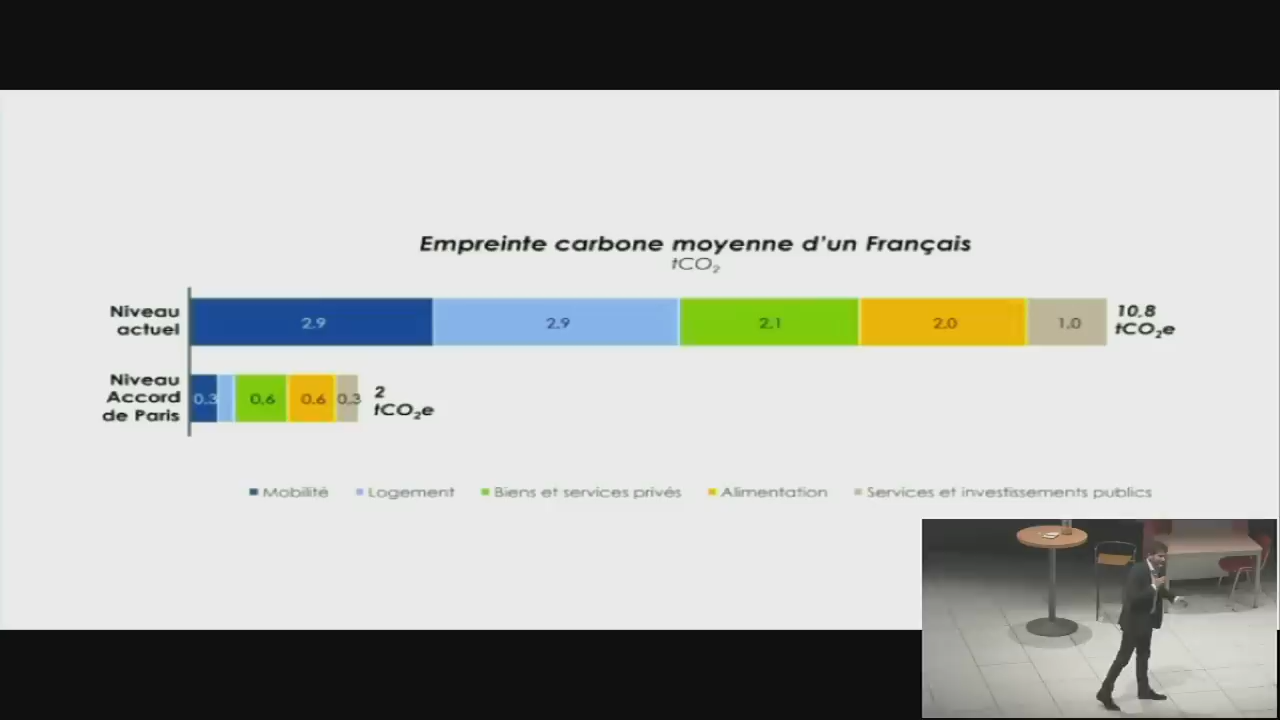 Empreinte carbone moyenne d'un Français
tCO₂
Niveau
actuel
2.9
2.9
2.1
2.0
1.0
10.8
tCO₂e
Niveau
Accord
de Paris
0.3
0.6
0.6
0.3
2
tCO₂e
Mobilité
Logement
Biens et services privés
Alimentation
Services et investissements publics